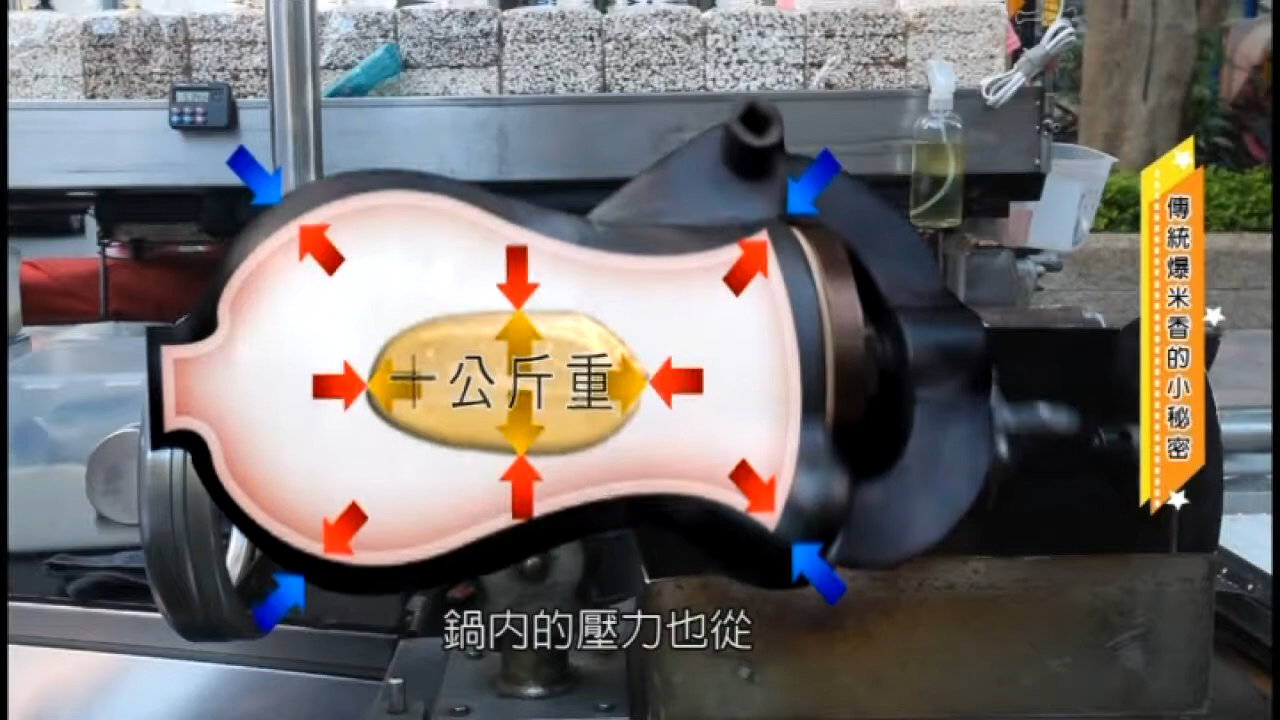 十公斤重
傳統爆米香的小秘密
鍋內的壓力也從